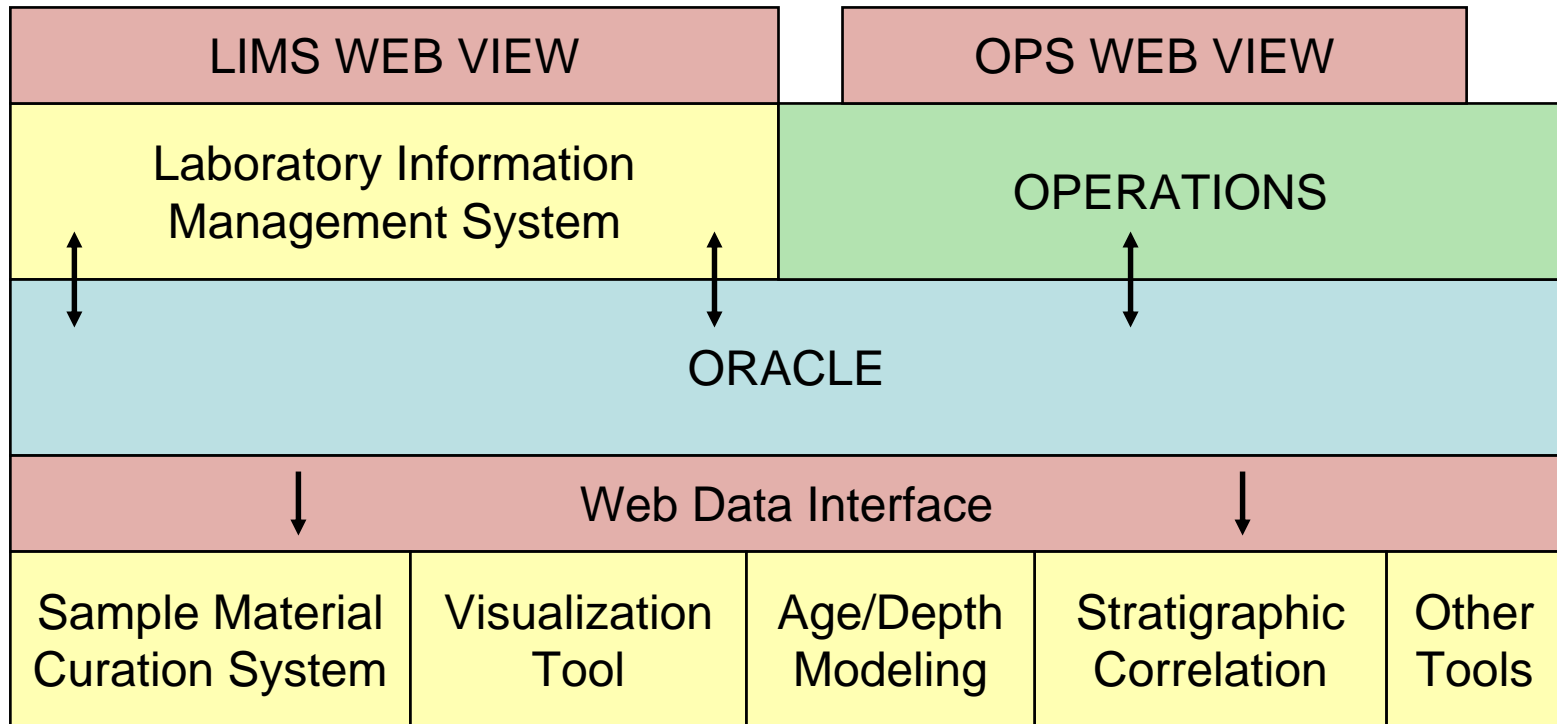 LIMS WEB VIEW
OPS WEB VIEW
Laboratory Information
Management System
OPERATIONS
ORACLE
Web Data Interface
Sample Material
Curation System
Visualization
Tool
Age/Depth
Modeling
Stratigraphic
Correlation
Other
Tools